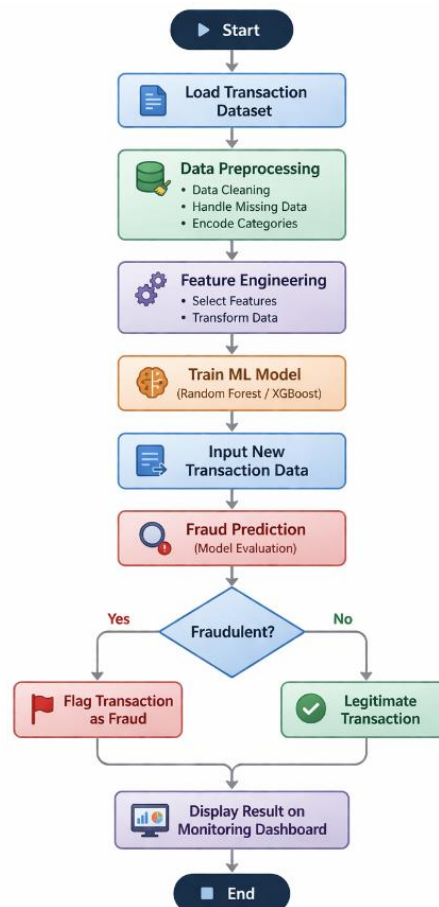 Start
Load Transaction
Dataset
Data Preprocessing
• Data Cleaning
• Handle Missing Data
• Encode Categories
Feature Engineering
• Select Features
• Transform Data
Train ML Model
(Random Forest / XGBoost)
Input New
Transaction Data
Fraud Prediction
(Model Evaluation)
Fraudulent?
Yes
No
Flag Transaction
as Fraud
Legitimate
Transaction
Display Result on
Monitoring Dashboard
End